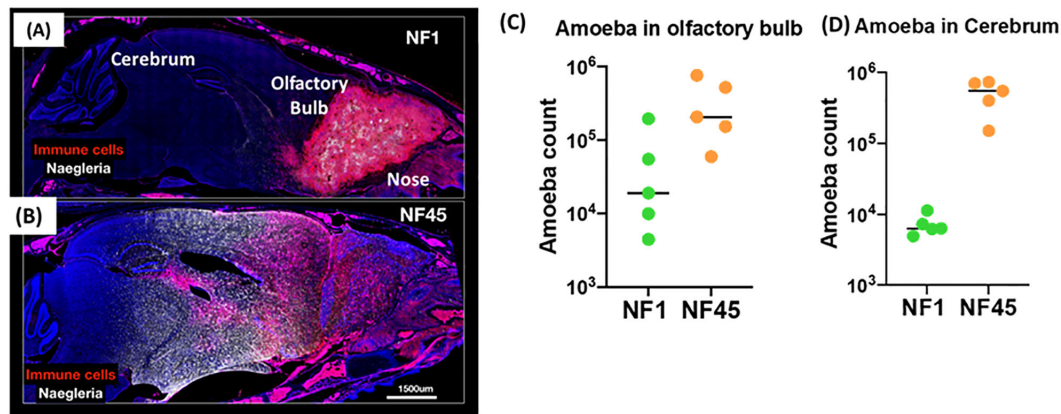 (A)
NF1
Cerebrum
Olfactory
Bulb
Immune cells
Naegleria
Nose
(B)
NF45
Immune cells
Naegleria
1500um
(C)
Amoeba in olfactory bulb
Amoeba count
10^6
10^5
10^4
10^3
NF1 NF45
(D) Amoeba in Cerebrum
Amoeba count
10^6
10^5
10^4
10^3
NF1 NF45